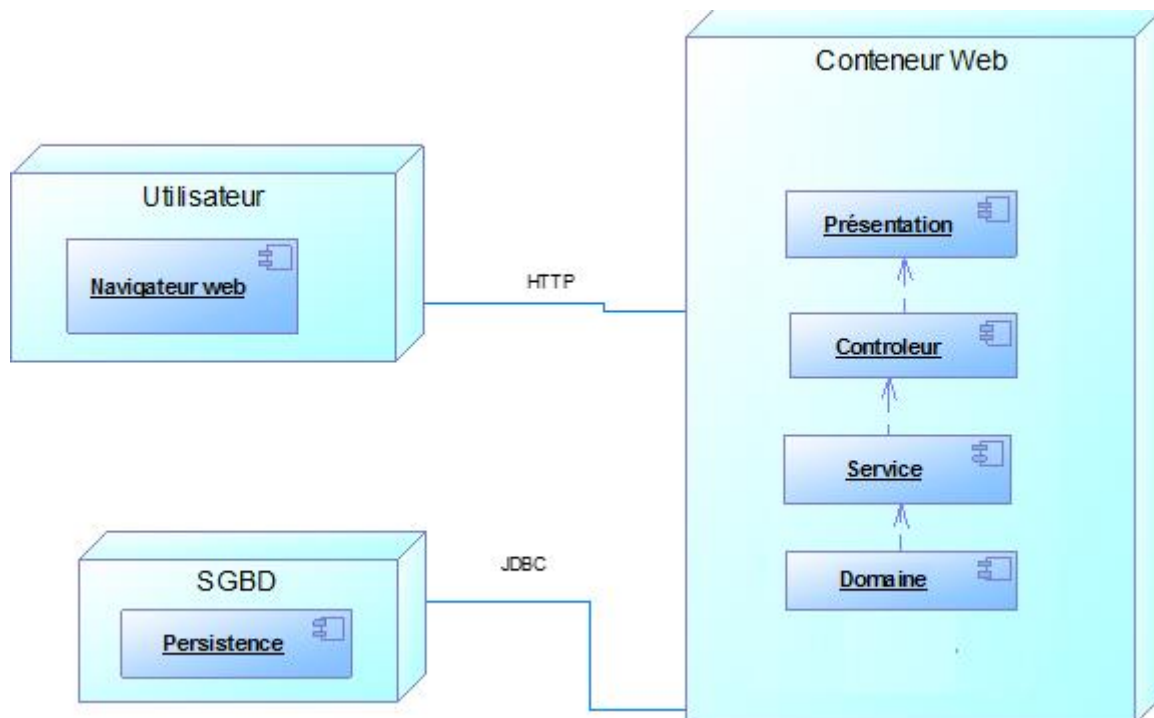 Conteneur Web
Utilisateur
Présentation
Navigateur web
HTTP
Controleur
Service
JDBC
SGBD
Domaine
Persistence